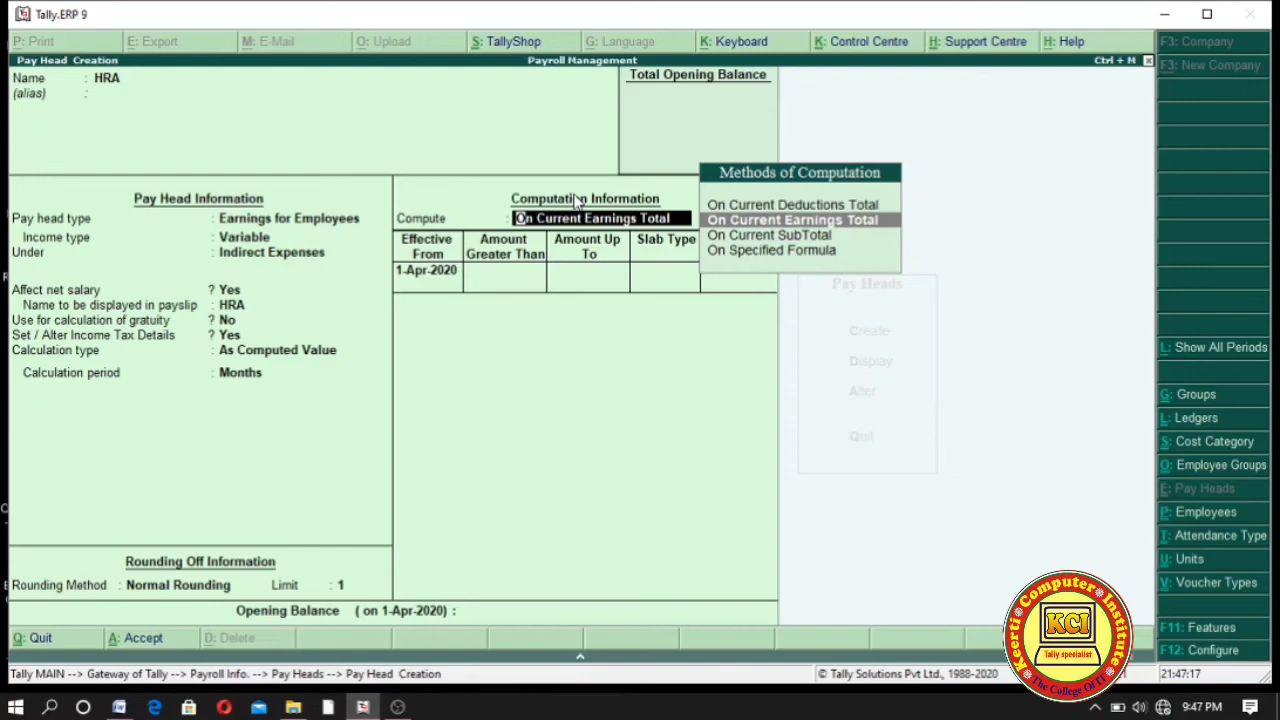 Tally.ERP 9
P: Print
E: Export
M: E-Mail
O: Upload
S: TallyShop
G: Language
K: Keyboard
K: Control Centre
H: Support Centre
H: Help
F3: Company
Pay Head Creation
Payroll Management
Ctrl + M
F3: New Company
Name : HRA
(alias) :
Total Opening Balance
Methods of Computation
On Current Deductions Total
On Current Earnings Total
On Current SubTotal
On Specified Formula
Pay Head Information
Pay head type : Earnings for Employees
Income type : Variable
Under : Indirect Expenses
Affect net salary ? Yes
Name to be displayed in payslip : HRA
Use for calculation of gratuity ? No
Set / Alter Income Tax Details ? Yes
Calculation type : As Computed Value
Calculation period : Months
Computation Information
Compute : On Current Earnings Total
Effective From
Amount Greater Than
Amount Up To
Slab Type
1-Apr-2020
Pay Heads
Create
Display
Alter
Quit
Rounding Off Information
Rounding Method : Normal Rounding Limit : 1
Opening Balance ( on 1-Apr-2020) :
L: Show All Periods
G: Groups
L: Ledgers
S: Cost Category
O: Employee Groups
E: Pay Heads
P: Employees
T: Attendance Type
U: Units
V: Voucher Types
F11: Features
F12: Configure
Q: Quit
A: Accept
D: Delete
Tally MAIN --> Gateway of Tally --> Payroll Info. --> Pay Heads --> Pay Head Creation
© Tally Solutions Pvt Ltd., 1988-2020
21:47:17
Keerti Computer Institute
KCI
Tally specialist
The College Of IT
9:47 PM